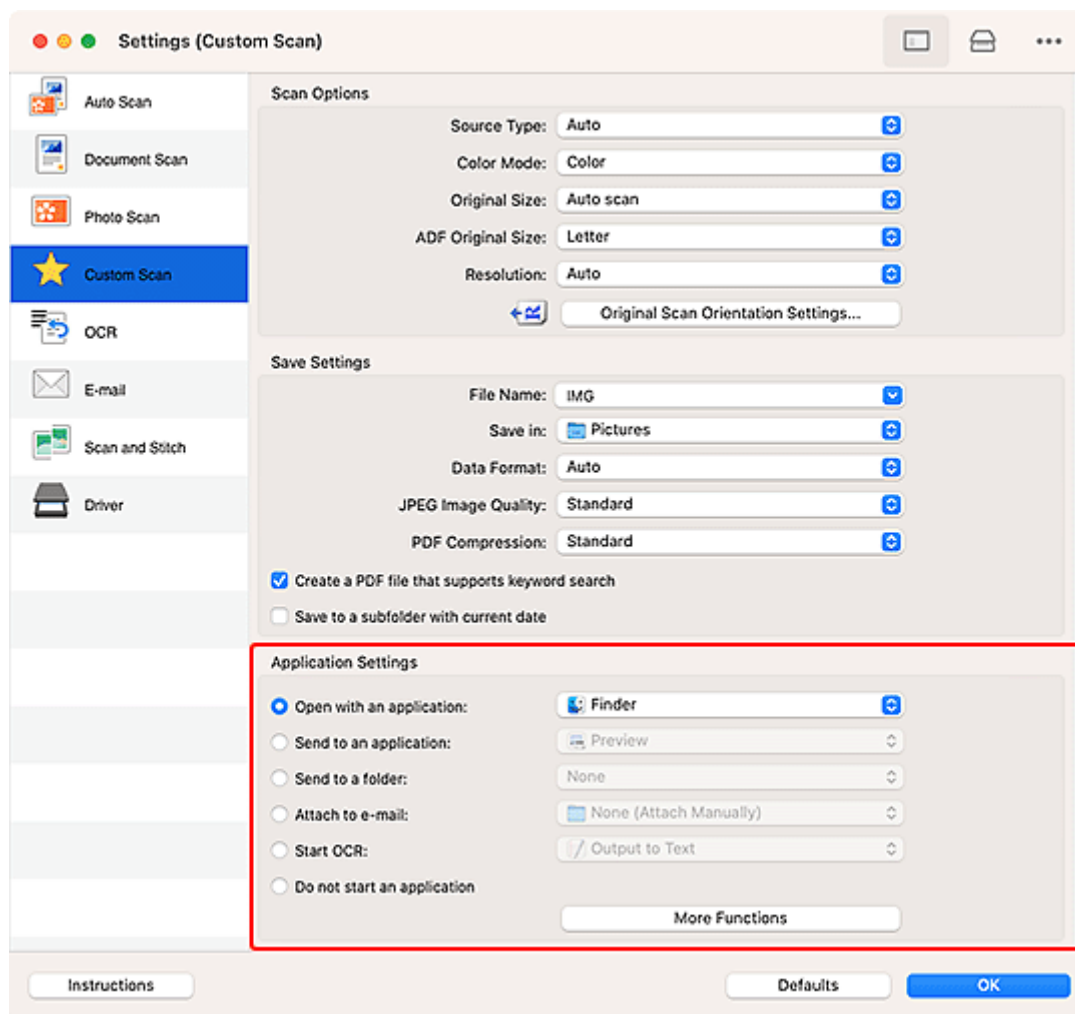 Settings (Custom Scan)
Auto Scan
Document Scan
Photo Scan
Custom Scan
OCR
E-mail
Scan and Stitch
Driver
Scan Options
Source Type: Auto
Color Mode: Color
Original Size: Auto scan
ADF Original Size: Letter
Resolution: Auto
Original Scan Orientation Settings...
Save Settings
File Name: IMG
Save in: Pictures
Data Format: Auto
JPEG Image Quality: Standard
PDF Compression: Standard
Create a PDF file that supports keyword search
Save to a subfolder with current date
Application Settings
Open with an application: Finder
Send to an application: Preview
Send to a folder: None
Attach to e-mail: None (Attach Manually)
Start OCR: Output to Text
Do not start an application
More Functions
Instructions Defaults OK